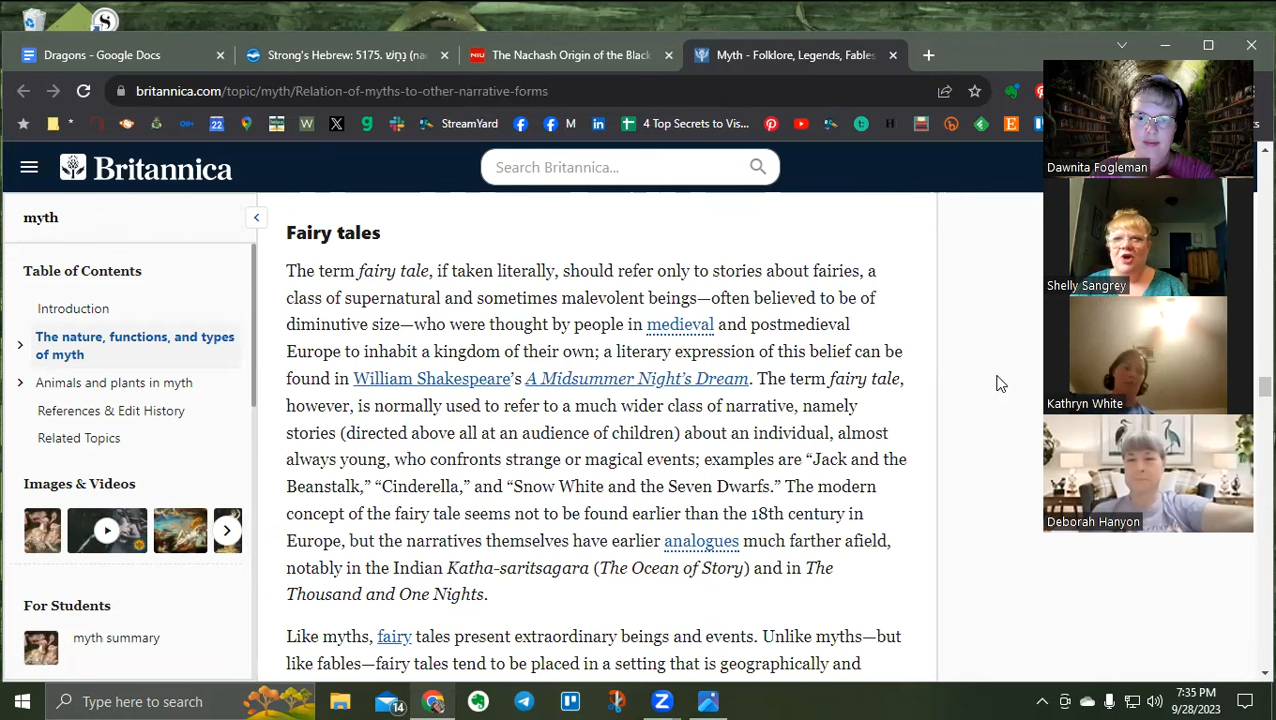 Dragons - Google Docs
Strong's Hebrew: 5175. נָחָשׁ (nac
NIU
The Nachash Origin of the Black
Myth - Folklore, Legends, Fables
britannica.com/topic/myth/Relation-of-myths-to-other-narrative-forms
22
W
X
StreamYard
M
4 Top Secrets to Vis...
Britannica
Search Britannica...
myth
Table of Contents
Introduction
The nature, functions, and types
of myth
Animals and plants in myth
References & Edit History
Related Topics
Images & Videos
For Students
myth summary
Fairy tales
The term fairy tale, if taken literally, should refer only to stories about fairies, a
class of supernatural and sometimes malevolent beings—often believed to be of
diminutive size—who were thought by people in medieval and postmedieval
Europe to inhabit a kingdom of their own; a literary expression of this belief can be
found in William Shakespeare's A Midsummer Night's Dream. The term fairy tale,
however, is normally used to refer to a much wider class of narrative, namely
stories (directed above all at an audience of children) about an individual, almost
always young, who confronts strange or magical events; examples are “Jack and the
Beanstalk,” “Cinderella,” and “Snow White and the Seven Dwarfs.” The modern
concept of the fairy tale seems not to be found earlier than the 18th century in
Europe, but the narratives themselves have earlier analogues much farther afield,
notably in the Indian Katha-saritsagara (The Ocean of Story) and in The
Thousand and One Nights.
Like myths, fairy tales present extraordinary beings and events. Unlike myths—but
like fables—fairy tales tend to be placed in a setting that is geographically and
Dawnita Fogleman
Shelly Sangrey
Kathryn White
Deborah Hanyon
Type here to search
14
7:35 PM
9/28/2023